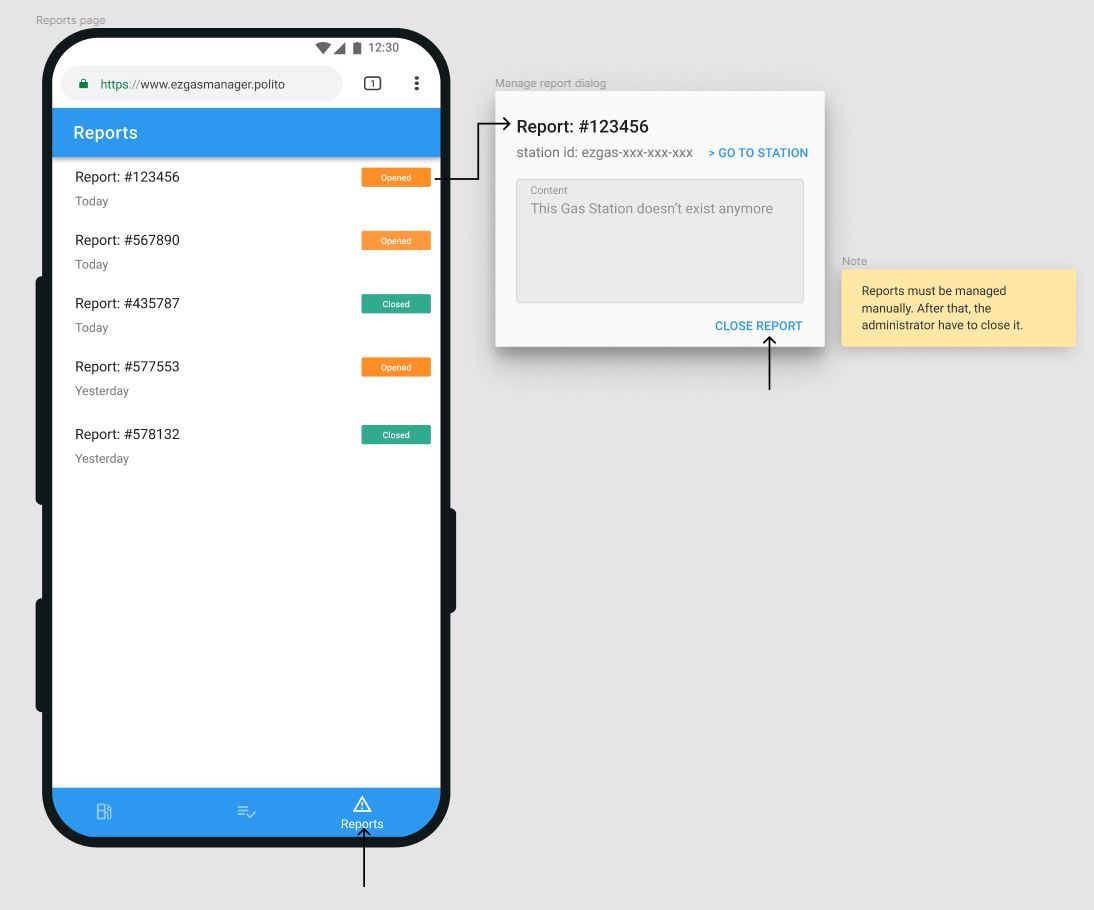 Reports page
12:30
https://www.ezgasmanager.polito
1
Reports
Report: #123456
Opened
Today
Report: #567890
Opened
Today
Report: #435787
Closed
Today
Report: #577553
Opened
Yesterday
Report: #578132
Closed
Yesterday
Reports
Manage report dialog
Report: #123456
station id: ezgas-xxx-xxx-xxx > GO TO STATION
Content
This Gas Station doesn’t exist anymore
CLOSE REPORT
Note
Reports must be managed
manually. After that, the
administrator have to close it.